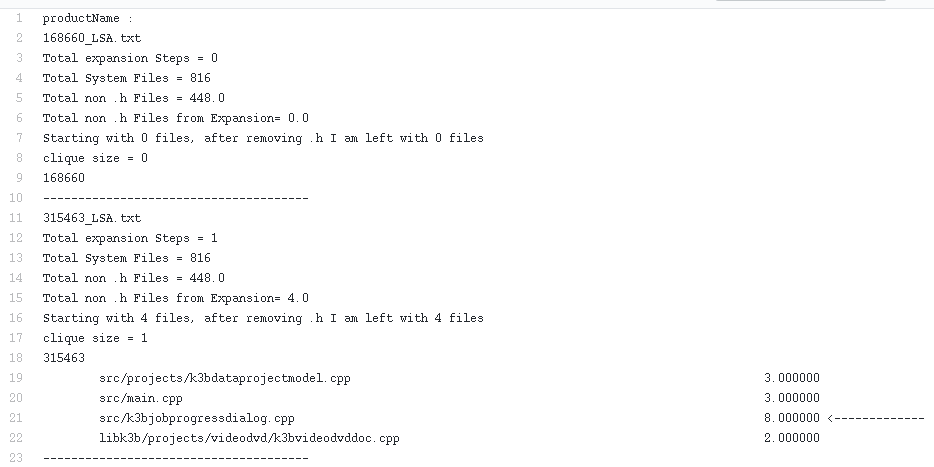 1 productName :
2 168660_LSA.txt
3 Total expansion Steps = 0
4 Total System Files = 816
5 Total non .h Files = 448.0
6 Total non .h Files from Expansion= 0.0
7 Starting with 0 files, after removing .h I am left with 0 files
8 clique size = 0
9 168660
10 --------------------------------------
11 315463_LSA.txt
12 Total expansion Steps = 1
13 Total System Files = 816
14 Total non .h Files = 448.0
15 Total non .h Files from Expansion= 4.0
16 Starting with 4 files, after removing .h I am left with 4 files
17 clique size = 1
18 315463
19 src/projects/k3bdataprojectmodel.cpp 3.000000
20 src/main.cpp 3.000000
21 src/k3bjobprogressdialog.cpp 8.000000 <-------------
22 libk3b/projects/videodvd/k3bvideodvddoc.cpp 2.000000
23 --------------------------------------